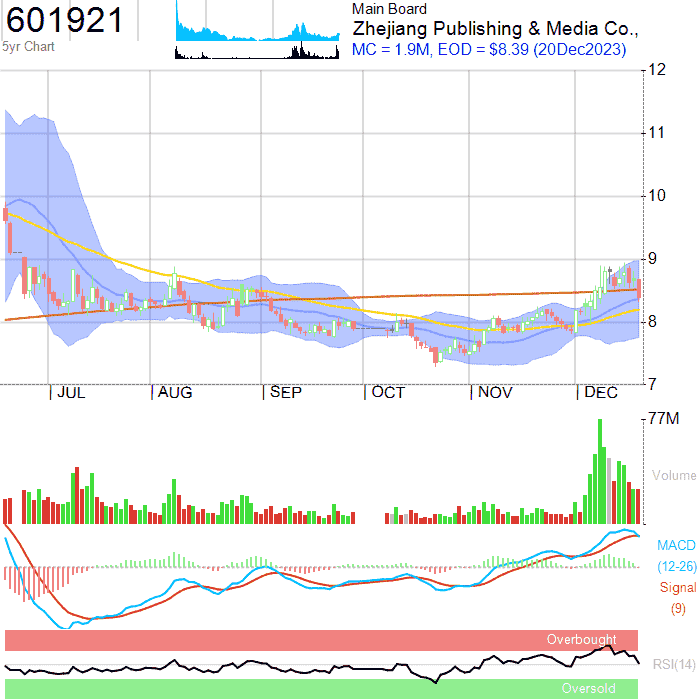 601921
5yr Chart
Main Board
Zhejiang Publishing & Media Co.,
MC = 1.9M, EOD = $8.39 (20Dec2023)
12
11
10
9
8
7
JUL AUG SEP OCT NOV DEC
77M
Volume
MACD
(12-26)
Signal
(9)
Overbought
RSI(14)
Oversold